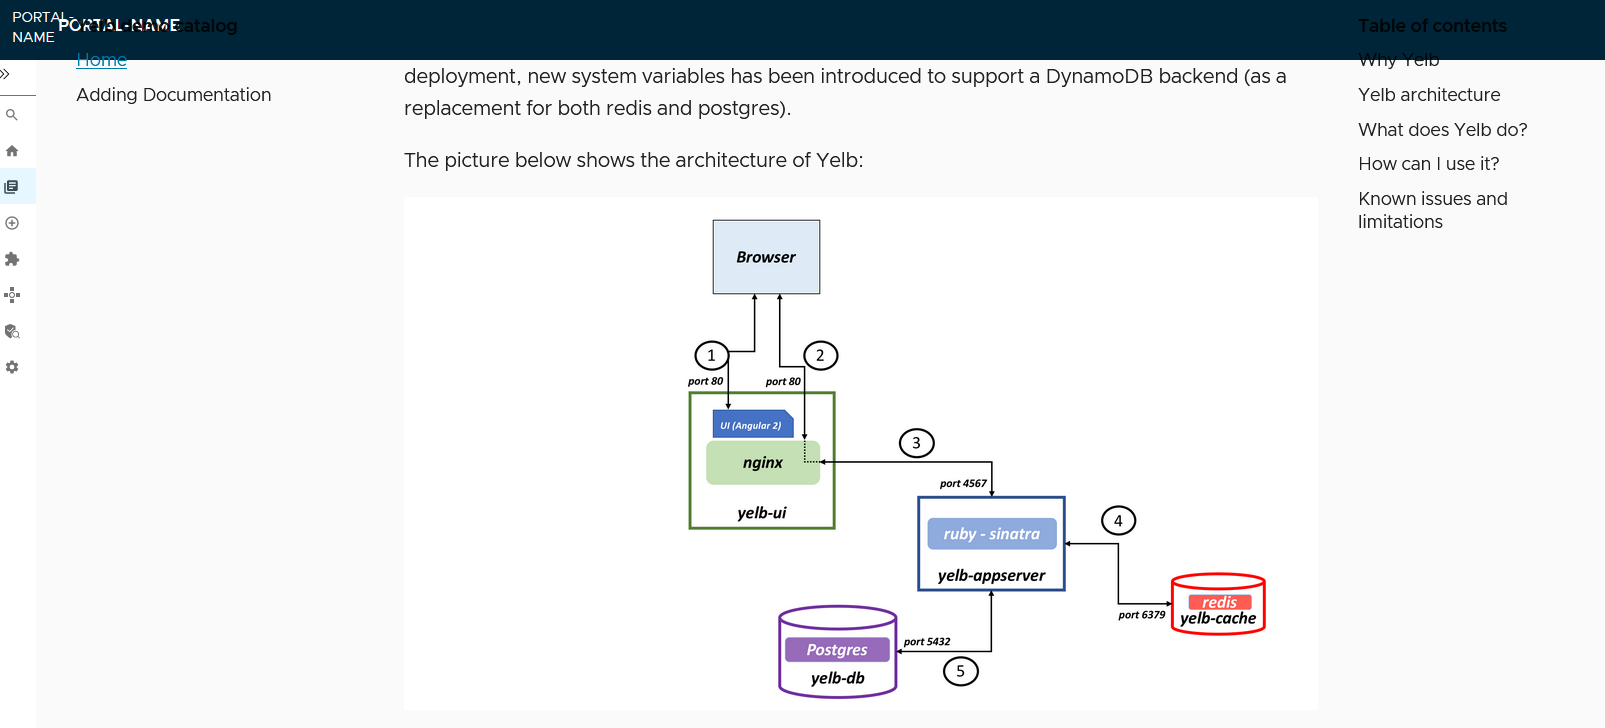 PORTAL-
NAME
PORTAL-NAME
catalog
Home
Adding Documentation
deployment, new system variables has been introduced to support a DynamoDB backend (as a
replacement for both redis and postgres).
The picture below shows the architecture of Yelb:
Browser
1
2
port 80
port 80
UI (Angular 2)
nginx
yelb-ui
3
port 4567
ruby - sinatra
yelb-appserver
4
port 6379
redis
yelb-cache
Postgres
yelb-db
port 5432
5
Table of contents
Why Yelb
Yelb architecture
What does Yelb do?
How can I use it?
Known issues and
limitations